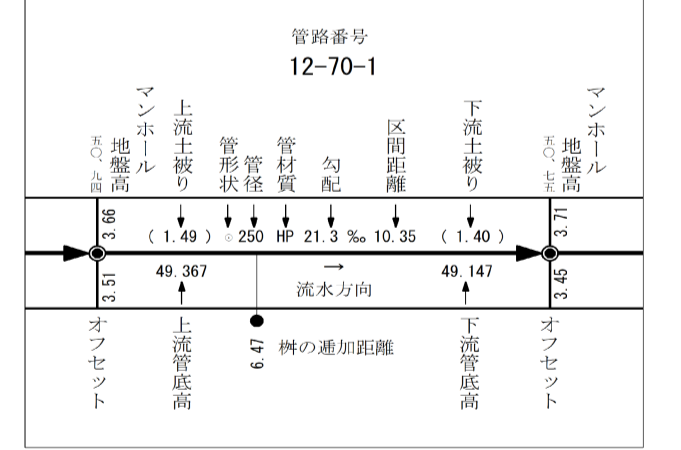 管路番号
12-70-1
マンホール
地盤高
五〇、九四
上流土被り
管形状
管径
管材質
勾配
区間距離
下流土被り
マンホール
地盤高
五〇、七五
3.66
( 1.49 ) ○ 250 HP 21.3 ‰ 10.35 ( 1.40 )
3.71
3.51
49.367
→
流水方向
49.147
3.45
オフセット
上流管底高
6.47
桝の逓加距離
下流管底高
オフセット